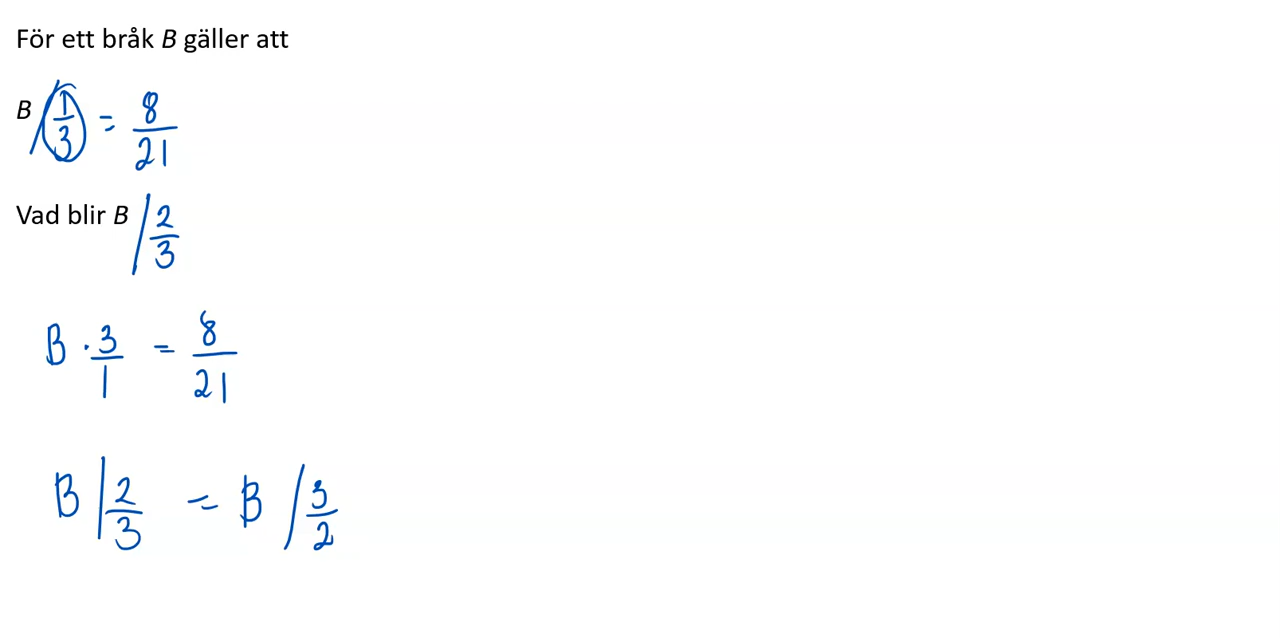 För ett bråk B gäller att
B / 1/3 = 8/21
Vad blir B / 2/3
B · 3/1 = 8/21
B / 2/3 = B / 3/2